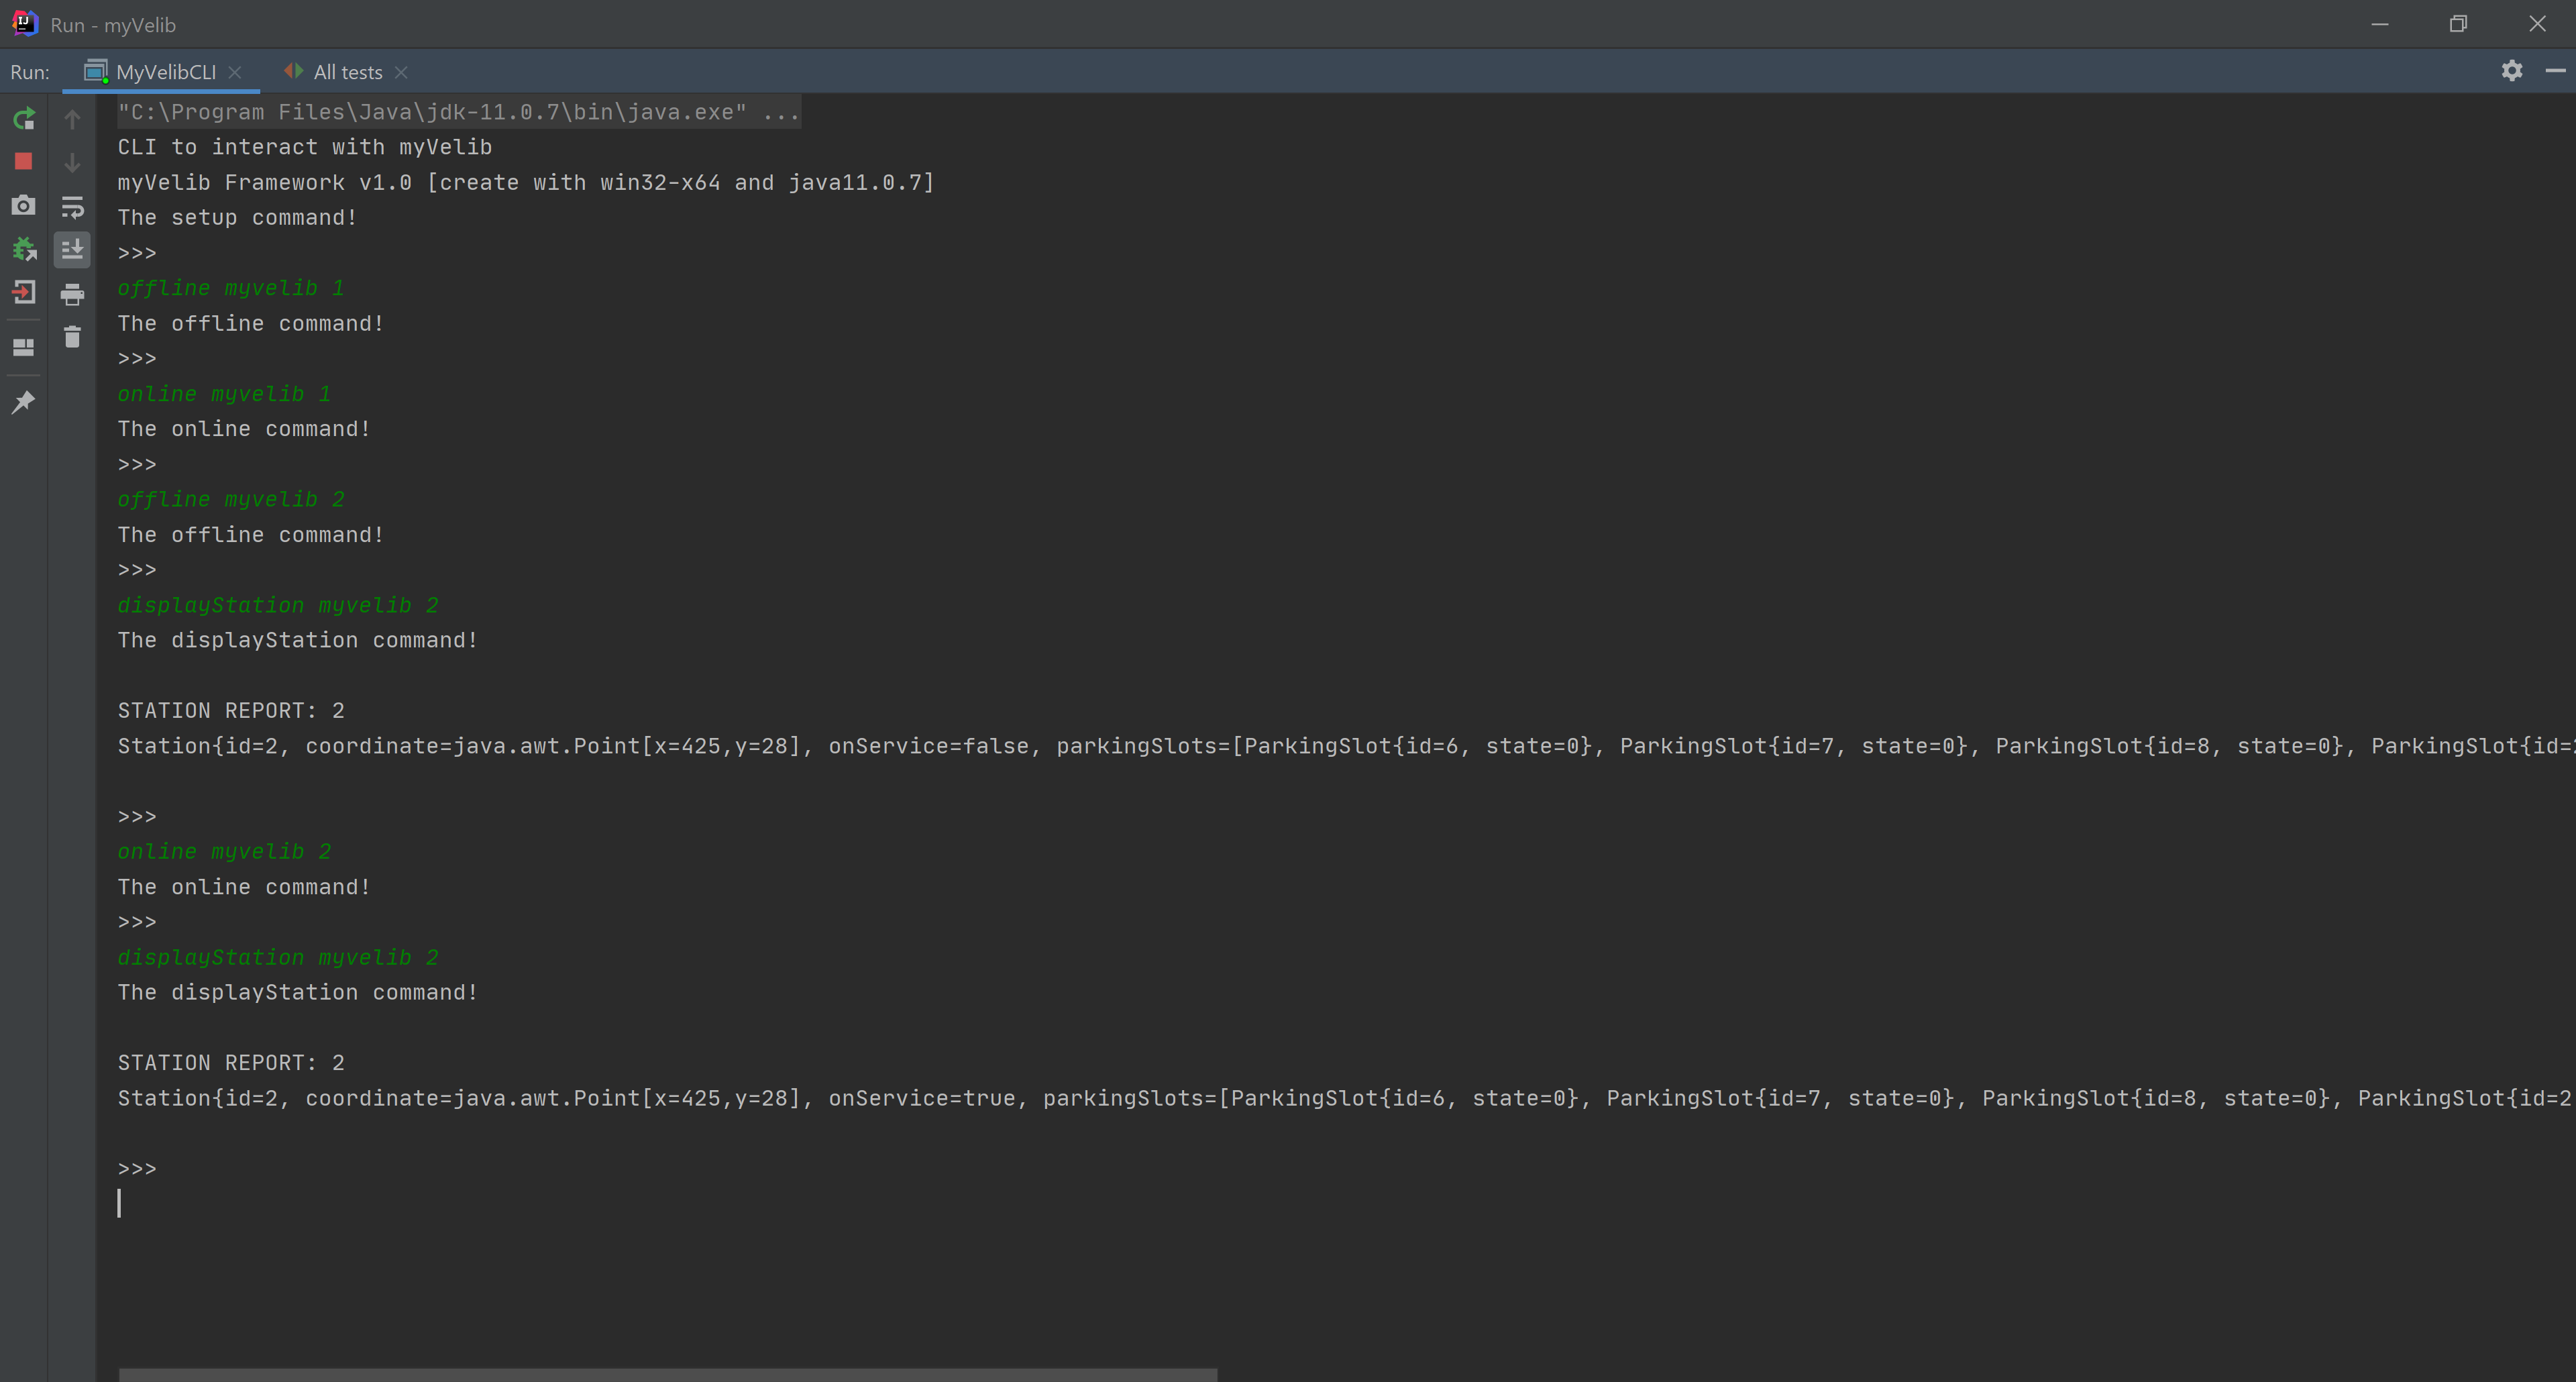 Run - myVelib
Run: MyVelibCLI All tests
"C:\Program Files\Java\jdk-11.0.7\bin\java.exe" ...
CLI to interact with myVelib
myVelib Framework v1.0 [create with win32-x64 and java11.0.7]
The setup command!
>>>
offline myvelib 1
The offline command!
>>>
online myvelib 1
The online command!
>>>
offline myvelib 2
The offline command!
>>>
displayStation myvelib 2
The displayStation command!
STATION REPORT: 2
Station{id=2, coordinate=java.awt.Point[x=425,y=28], onService=false, parkingSlots=[ParkingSlot{id=6, state=0}, ParkingSlot{id=7, state=0}, ParkingSlot{id=8, state=0}, ParkingSlot{id=
>>>
online myvelib 2
The online command!
>>>
displayStation myvelib 2
The displayStation command!
STATION REPORT: 2
Station{id=2, coordinate=java.awt.Point[x=425,y=28], onService=true, parkingSlots=[ParkingSlot{id=6, state=0}, ParkingSlot{id=7, state=0}, ParkingSlot{id=8, state=0}, ParkingSlot{id=2
>>>